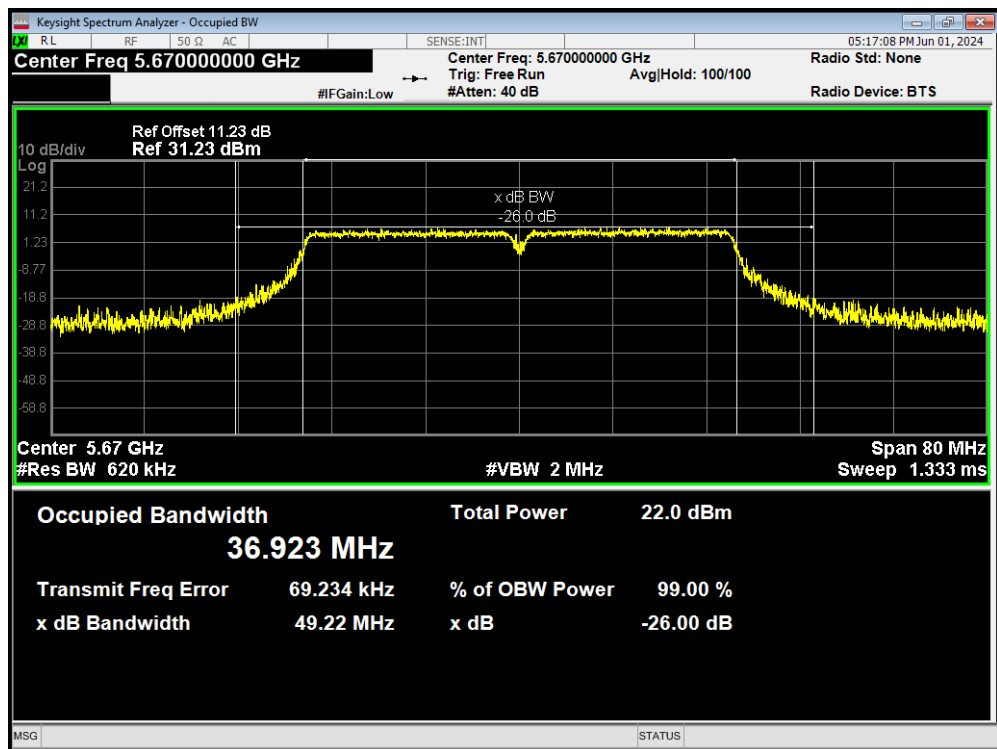 Keysight Spectrum Analyzer - Occupied BW
LXI RL RF 50 Ω AC SENSE:INT 05:17:08 PM Jun 01, 2024
Center Freq 5.670000000 GHz
Center Freq: 5.670000000 GHz Radio Std: None
Trig: Free Run Avg|Hold: 100/100
#IFGain:Low #Atten: 40 dB Radio Device: BTS
Ref Offset 11.23 dB
10 dB/div Ref 31.23 dBm
Log
21.2
x dB BW
11.2 -26.0 dB
1.23
-8.77
-18.8
-28.8
-38.8
-48.8
-58.8
Center 5.67 GHz Span 80 MHz
#Res BW 620 kHz #VBW 2 MHz Sweep 1.333 ms
Occupied Bandwidth Total Power 22.0 dBm
36.923 MHz
Transmit Freq Error 69.234 kHz % of OBW Power 99.00 %
x dB Bandwidth 49.22 MHz x dB -26.00 dB
MSG STATUS